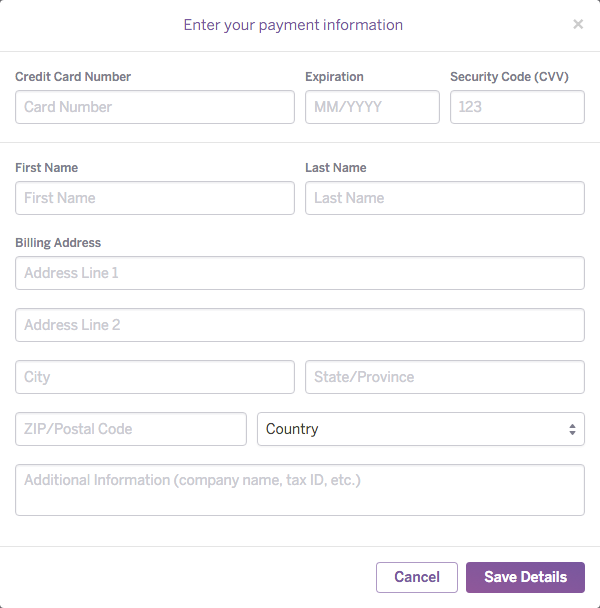 Enter your payment information ×
Credit Card Number Expiration Security Code (CVV)
Card Number MM/YYYY 123
First Name Last Name
First Name Last Name
Billing Address
Address Line 1
Address Line 2
City State/Province
ZIP/Postal Code Country
Additional Information (company name, tax ID, etc.)
Cancel Save Details